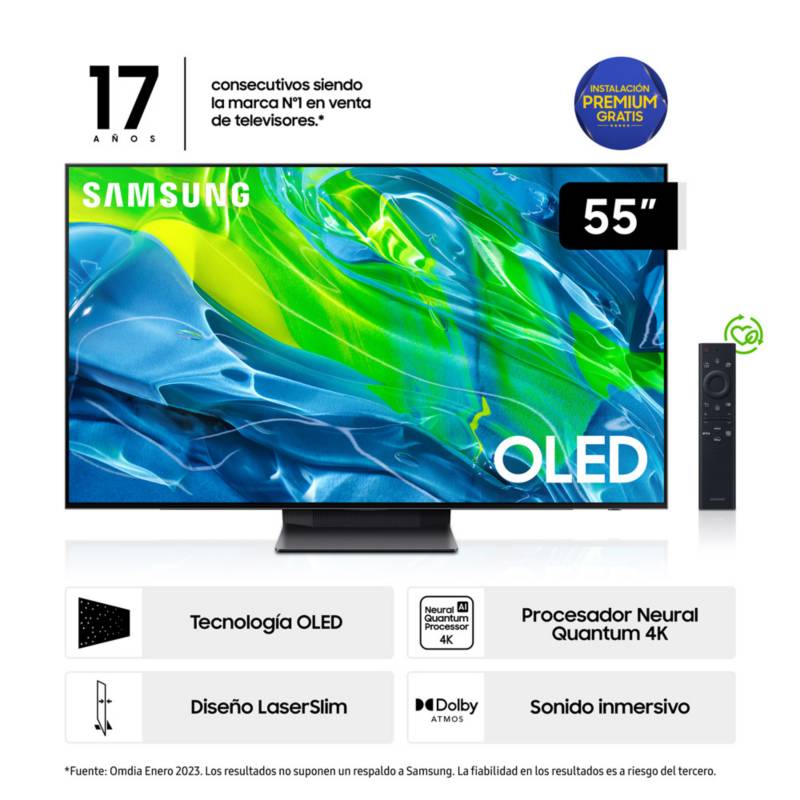 17
AÑOS
consecutivos siendo
la marca N°1 en venta
de televisores.*
INSTALACIÓN
PREMIUM
GRATIS
SAMSUNG
55"
OLED
Tecnología OLED
Neural AI
Quantum
Processor
4K
Procesador Neural
Quantum 4K
Diseño LaserSlim
Dolby
ATMOS
Sonido inmersivo
*Fuente: Omdia Enero 2023. Los resultados no suponen un respaldo a Samsung. La fiabilidad en los resultados es a riesgo del tercero.